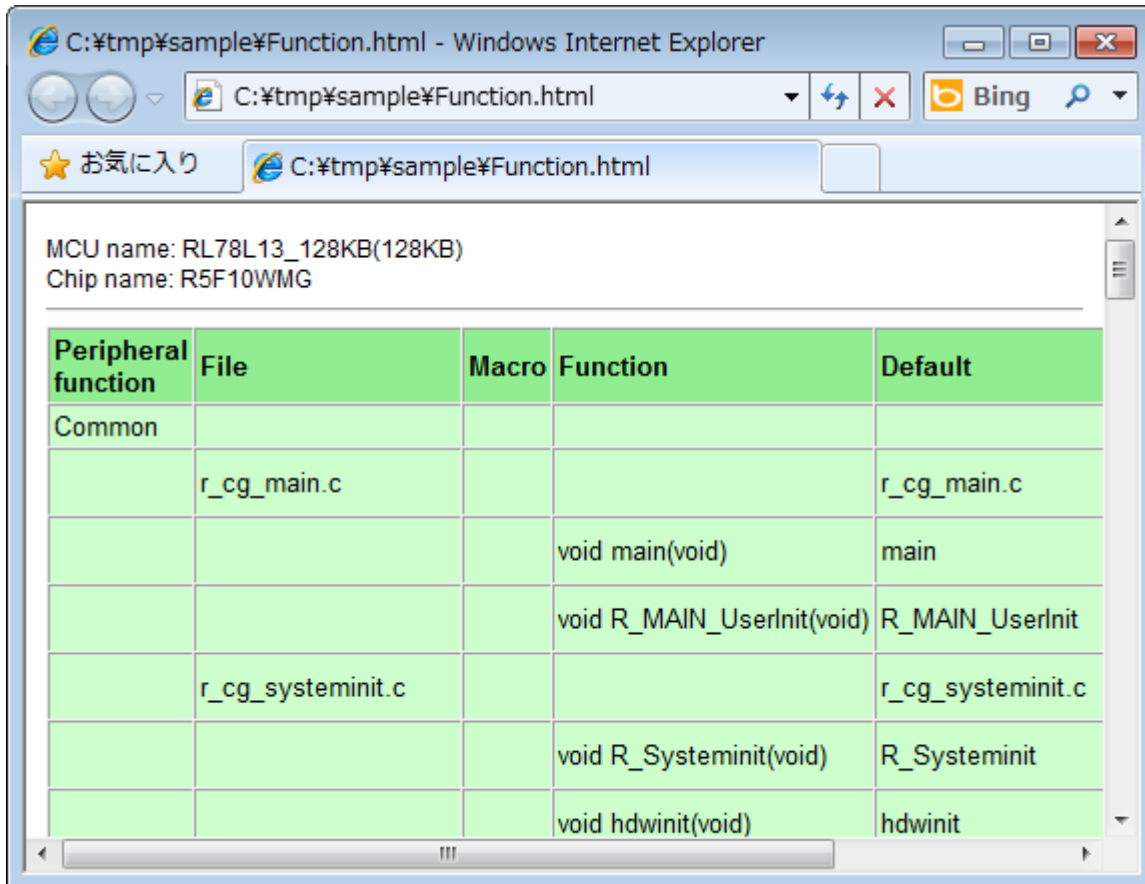 C:¥tmp¥sample¥Function.html - Windows Internet Explorer
C:¥tmp¥sample¥Function.html
Bing
お気に入り
C:¥tmp¥sample¥Function.html
MCU name: RL78L13_128KB(128KB)
Chip name: R5F10WMG
Peripheral function File Macro Function Default
Common
r_cg_main.c r_cg_main.c
void main(void) main
void R_MAIN_UserInit(void) R_MAIN_UserInit
r_cg_systeminit.c r_cg_systeminit.c
void R_Systeminit(void) R_Systeminit
void hdwinit(void) hdwinit